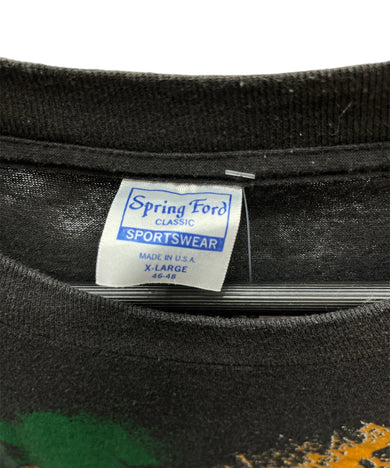 Spring Ford
CLASSIC
SPORTSWEAR
MADE IN U.S.A.
X-LARGE
46-48